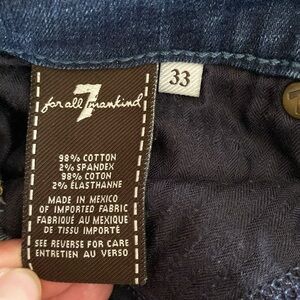 for all 7 mankind
33
98% COTTON
2% SPANDEX
98% COTON
2% ELASTHANNE
MADE IN MEXICO
OF IMPORTED FABRIC
FABRIQUÉ AU MEXIQUE
DE TISSU IMPORTÉ
SEE REVERSE FOR CARE
ENTRETIEN AU VERSO